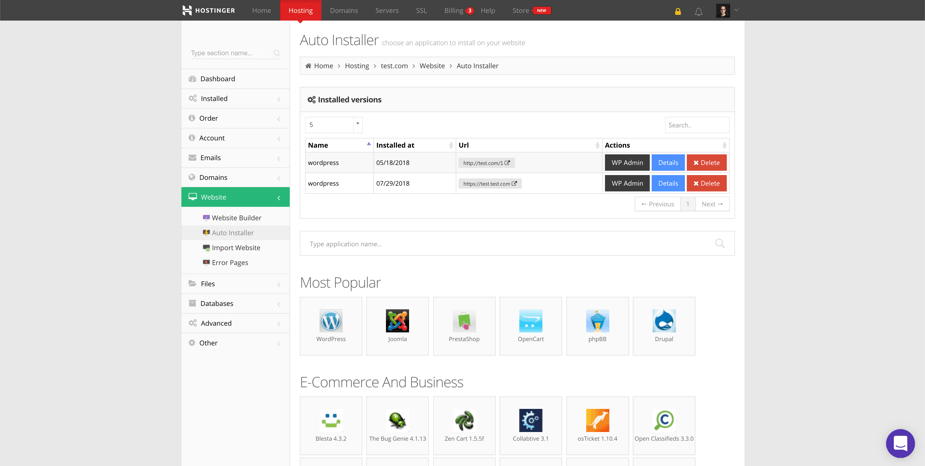 HOSTINGER Home Hosting Domains Servers SSL Billing 3 Help Store NEW
Auto Installer choose an application to install on your website
Type section name...
Home > Hosting > test.com > Website > Auto Installer
Dashboard
Installed
Order
Account
Emails
Domains
Website
Website Builder
Auto Installer
Import Website
Error Pages
Files
Databases
Advanced
Other
Installed versions
5
Search..
Name Installed at Url Actions
wordpress 05/18/2018 http://test.com/1 WP Admin Details Delete
wordpress 07/29/2018 https://test.test.com WP Admin Details Delete
← Previous 1 Next →
Type application name...
Most Popular
WordPress Joomla PrestaShop OpenCart phpBB Drupal
E-Commerce And Business
Blesta 4.3.2 The Bug Genie 4.1.13 Zen Cart 1.5.5f Collabtive 3.1 osTicket 1.10.4 Open Classifieds 3.3.0